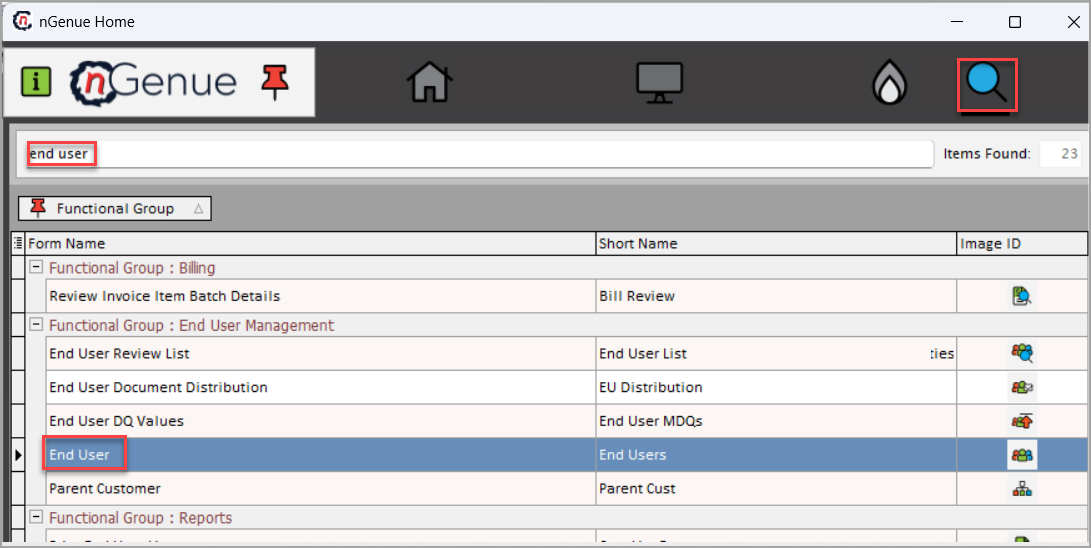 nGenue Home
i nGenue
end user Items Found: 23
Functional Group
Form Name Short Name Image ID
Functional Group : Billing
Review Invoice Item Batch Details Bill Review
Functional Group : End User Management
End User Review List End User List ties
End User Document Distribution EU Distribution
End User DQ Values End User MDQs
End User End Users
Parent Customer Parent Cust
Functional Group : Reports